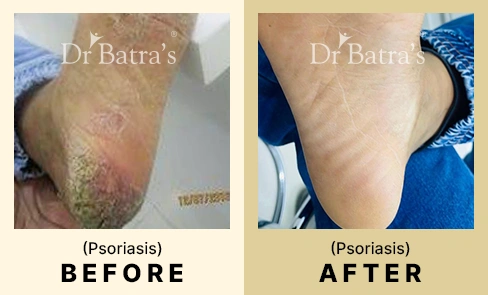 Dr Batra's®
Dr Batra's
(Psoriasis)
BEFORE
(Psoriasis)
AFTER